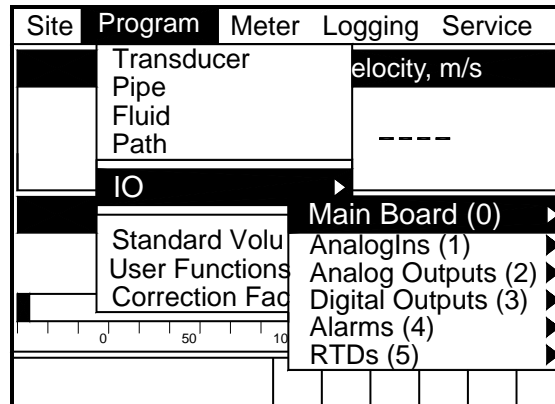 Site Program Meter Logging Service
Transducer
Pipe
Fluid
Path
IO
Standard Volu
User Functions
Correction Fac
elocity, m/s
----
Main Board (0)
AnalogIns (1)
Analog Outputs (2)
Digital Outputs (3)
Alarms (4)
RTDs (5)
0 50 10